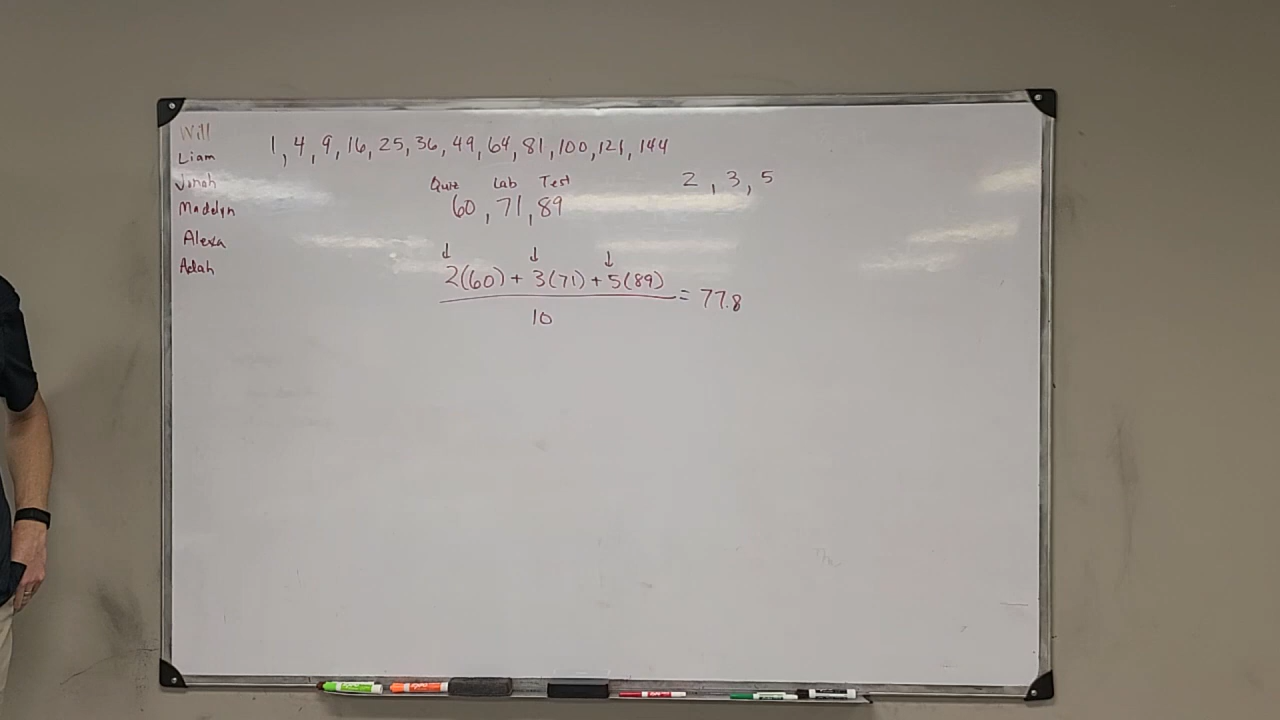 Will
Liam
Jonah
Madelyn
Alexa
Adah
1, 4, 9, 16, 25, 36, 49, 64, 81, 100, 121, 144
Quiz Lab Test
60, 71, 89
2, 3, 5
↓ ↓ ↓
2(60) + 3(71) + 5(89)
10
= 77.8